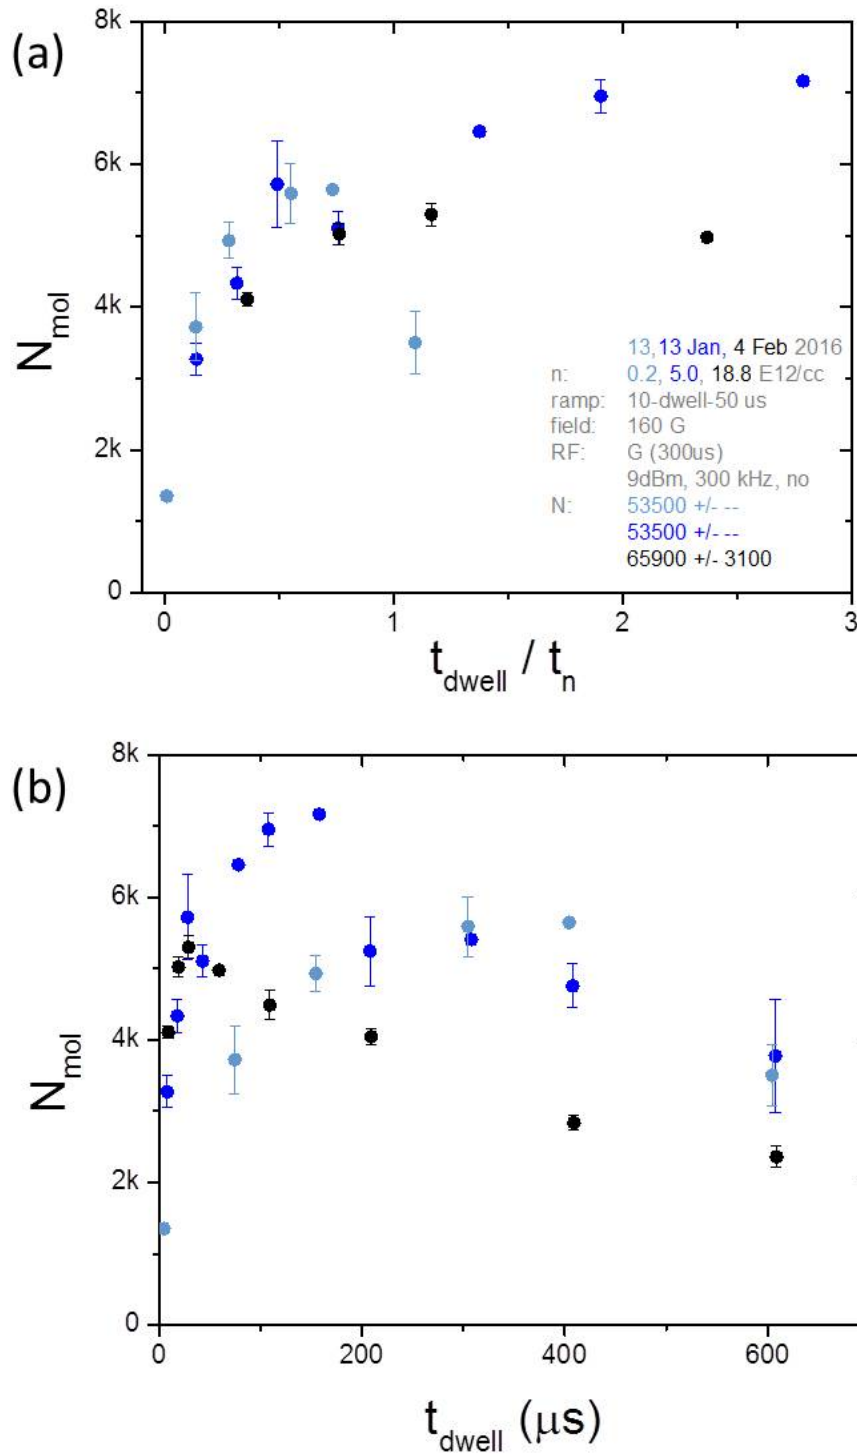 (a)
8k
6k
4k
2k
0
N_mol
13, 13 Jan, 4 Feb 2016
n: 0.2, 5.0, 18.8 E12/cc
ramp: 10-dwell-50 us
field: 160 G
RF: G (300us)
9dBm, 300 kHz, no
N: 53500 +/- --
53500 +/- --
65900 +/- 3100
0 1 2 3
t_dwell / t_n
(b)
8k
6k
4k
2k
0
N_mol
0 200 400 600
t_dwell (μs)